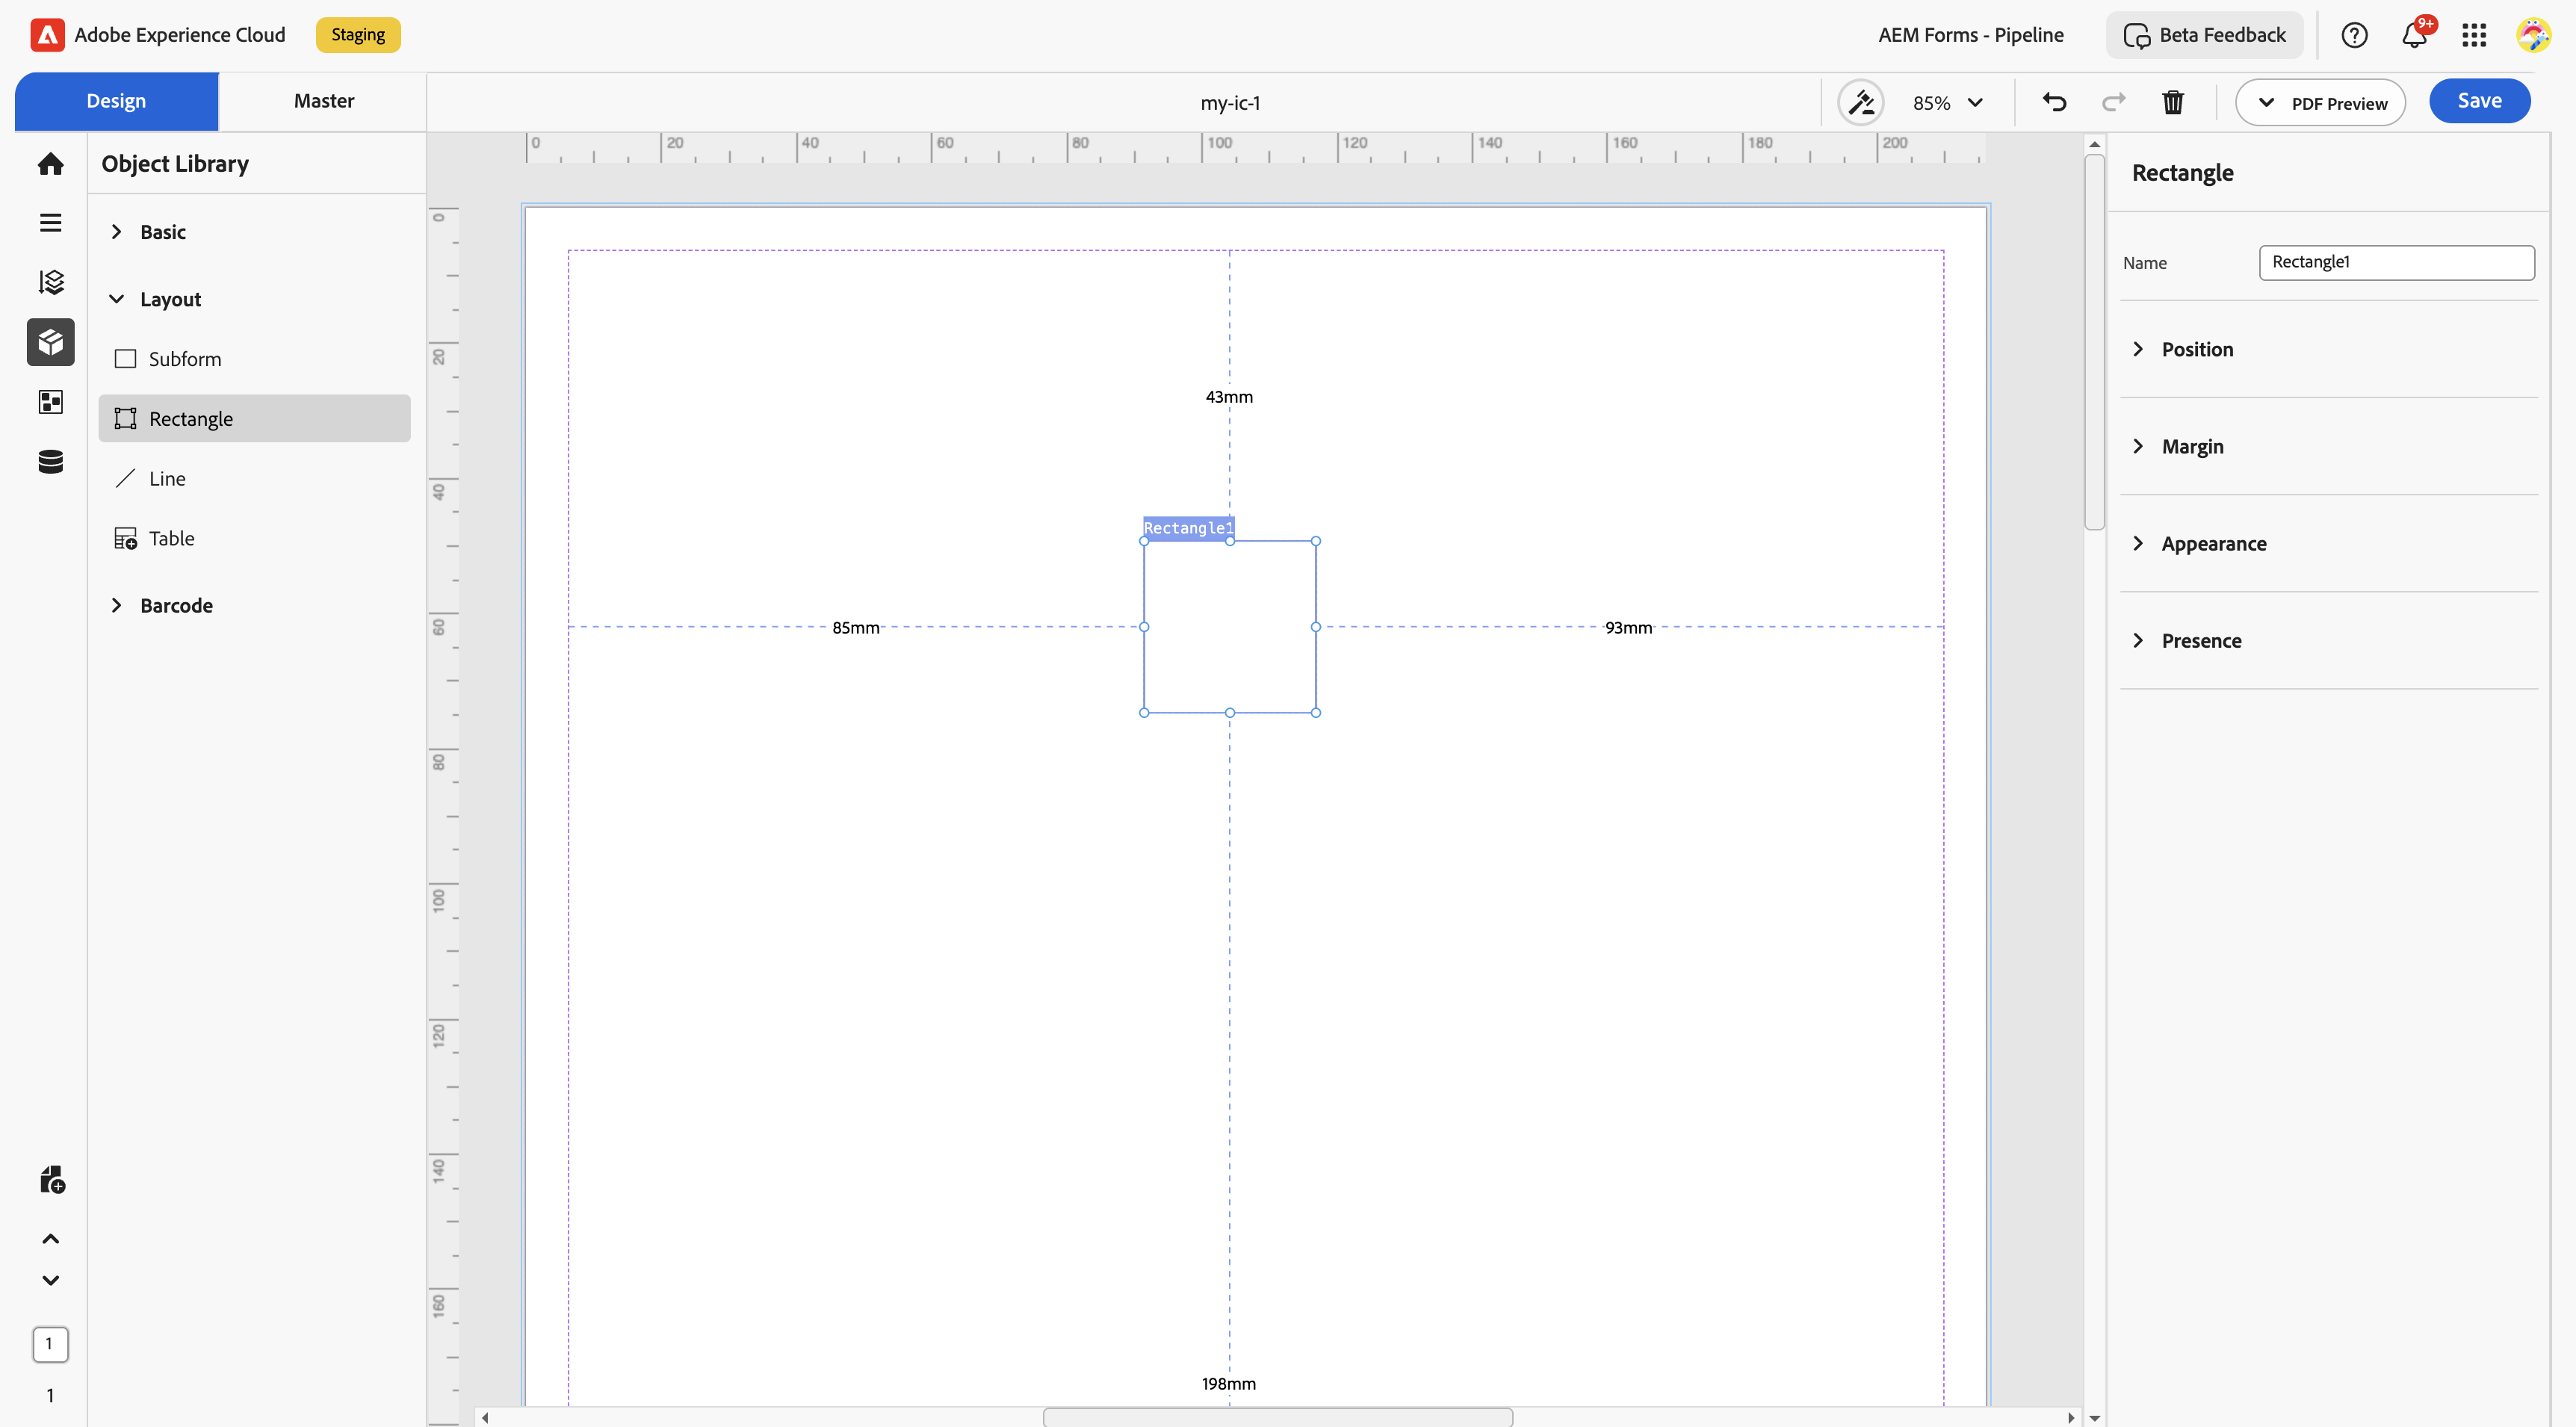 Adobe Experience Cloud
Staging
AEM Forms - Pipeline
Beta Feedback
9+
Design
Master
my-ic-1
85%
PDF Preview
Save
Object Library
Basic
Layout
Subform
Rectangle
Line
Table
Barcode
1
1
0 20 40 60 80 100 120 140 160 180 200
0
20
40
60
80
100
120
140
160
43mm
Rectangle1
85mm
93mm
198mm
Rectangle
Name
Rectangle1
Position
Margin
Appearance
Presence